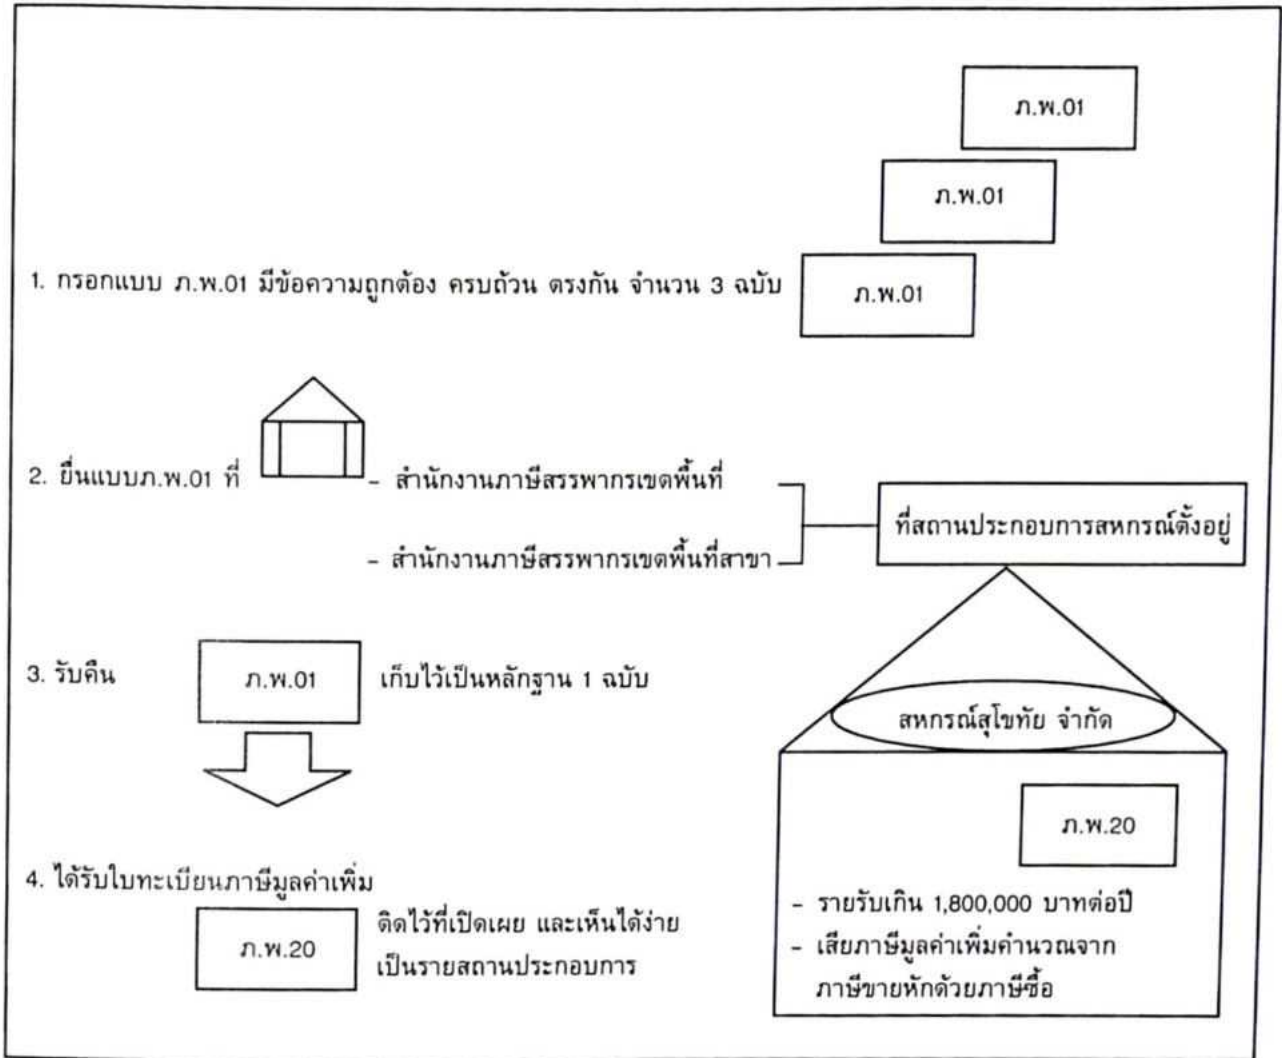 ภ.พ.01
ภ.พ.01
1. กรอกแบบ ภ.พ.01 มีข้อความถูกต้อง ครบถ้วน ตรงกัน จำนวน 3 ฉบับ ภ.พ.01
2. ยื่นแบบภ.พ.01 ที่ - สำนักงานภาษีสรรพากรเขตพื้นที่
ที่สถานประกอบการสหกรณ์ตั้งอยู่
- สำนักงานภาษีสรรพากรเขตพื้นที่สาขา
3. รับคืน ภ.พ.01 เก็บไว้เป็นหลักฐาน 1 ฉบับ
สหกรณ์สุโขทัย จำกัด
ภ.พ.20
4. ได้รับใบทะเบียนภาษีมูลค่าเพิ่ม
ภ.พ.20
ติดไว้ที่เปิดเผย และเห็นได้ง่าย
เป็นรายสถานประกอบการ
- รายรับเกิน 1,800,000 บาทต่อปี
- เสียภาษีมูลค่าเพิ่มคำนวณจาก
ภาษีขายหักด้วยภาษีซื้อ